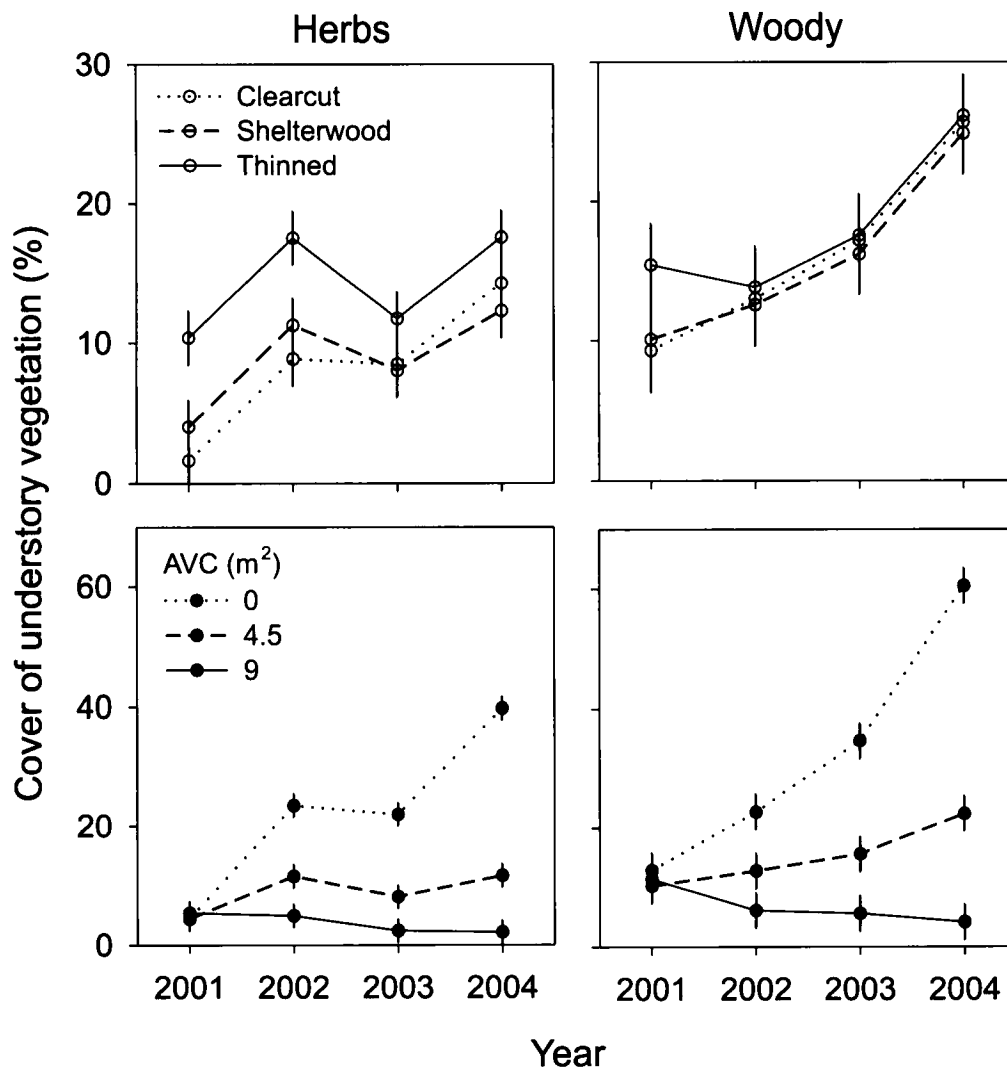 Herbs
Woody
Cover of understory vegetation (%)
30
20
10
0
Clearcut
Shelterwood
Thinned
60
40
20
0
AVC (m²)
0
4.5
9
2001 2002 2003 2004
2001 2002 2003 2004
Year